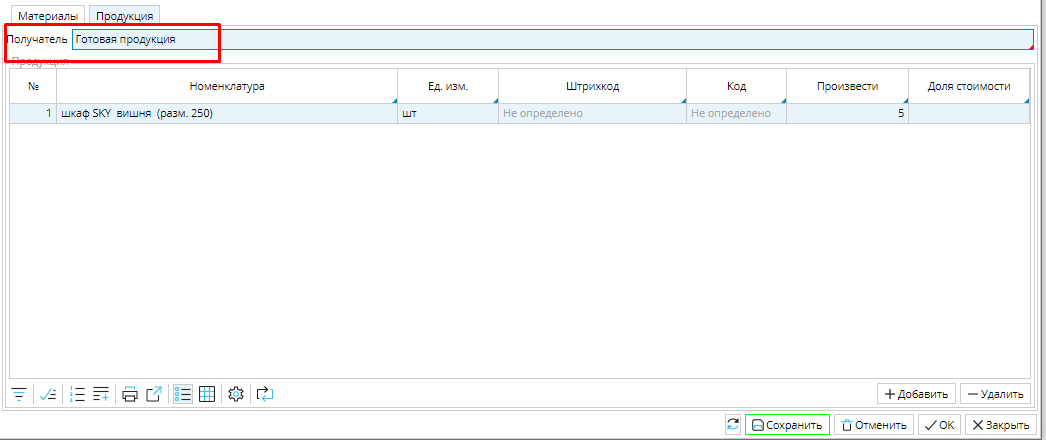 Материалы Продукция
Получатель Готовая продукция
Продукция
№ Номенклатура Ед. изм. Штрихкод Код Произвести Доля стоимости
1 шкаф SKY вишня (разм. 250) шт Не определено Не определено 5
+ Добавить — Удалить
Сохранить Отменить OK Закрыть